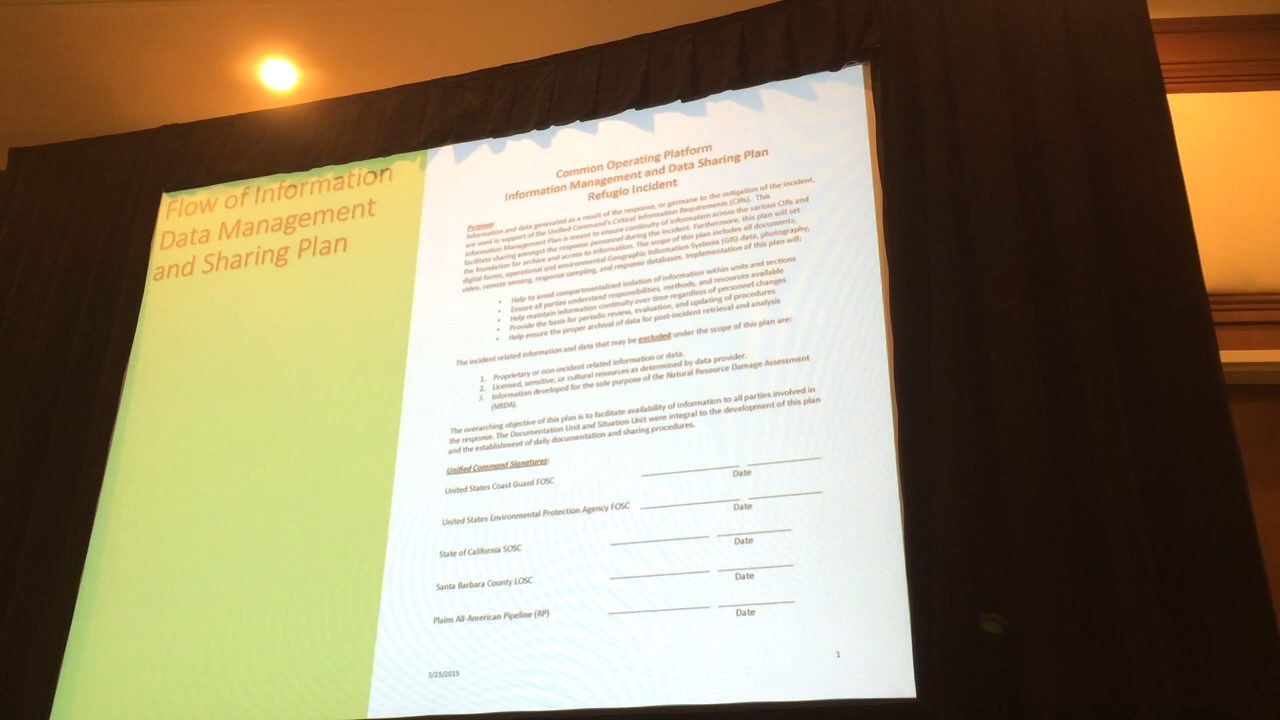 Flow of Information
Data Management
and Sharing Plan
Common Operating Platform
Information Management and Data Sharing Plan
Refugio Incident
Purpose:
Information and data generated as a result of the response, or germane to the mitigation of the incident,
are used in support of the Unified Command's Critical Information Requirements (CIRs). This
Information Management Plan is meant to ensure continuity of information across the various CIRs and
facilitate sharing amongst the response personnel during the incident. Furthermore, this plan will set
the foundation for archive and access to information. The scope of this plan includes all documents,
digital forms, operational and environmental Geographic Information Systems (GIS) data, photography,
video, remote sensing, response sampling, and response databases. Implementation of this plan will:
• Help to avoid compartmentalized isolation of information within units and sections
• Ensure all parties understand responsibilities, methods, and resources available
• Help maintain information continuity over time regardless of personnel changes
• Provide the basis for periodic review, evaluation, and updating of procedures
• Help ensure the proper archival of data for post-incident retrieval and analysis
The incident related information and data that may be excluded under the scope of this plan are:
1. Proprietary or non-incident related information or data.
2. Licensed, sensitive, or cultural resources as determined by data provider.
3. Information developed for the sole purpose of the Natural Resource Damage Assessment
(NRDA).
The overarching objective of this plan is to facilitate availability of information to all parties involved in
the response. The Documentation Unit and Situation Unit were integral to the development of this plan
and the establishment of daily documentation and sharing procedures.
Unified Command Signatures:
United States Coast Guard FOSC
Date
United States Environmental Protection Agency FOSC
Date
State of California SOSC
Date
Santa Barbara County LOSC
Date
Plains All-American Pipeline (RP)
Date
5/25/2015
1